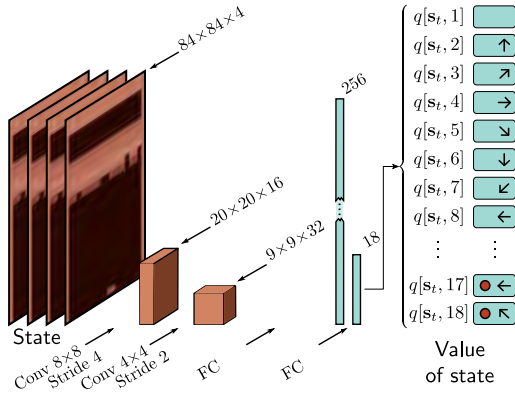 84×84×4
20×20×16
9×9×32
256
18
State
Conv 8×8
Stride 4
Conv 4×4
Stride 2
FC
FC
q[s_t, 1]
q[s_t, 2]
q[s_t, 3]
q[s_t, 4]
q[s_t, 5]
q[s_t, 6]
q[s_t, 7]
q[s_t, 8]
q[s_t, 17]
q[s_t, 18]
Value
of state